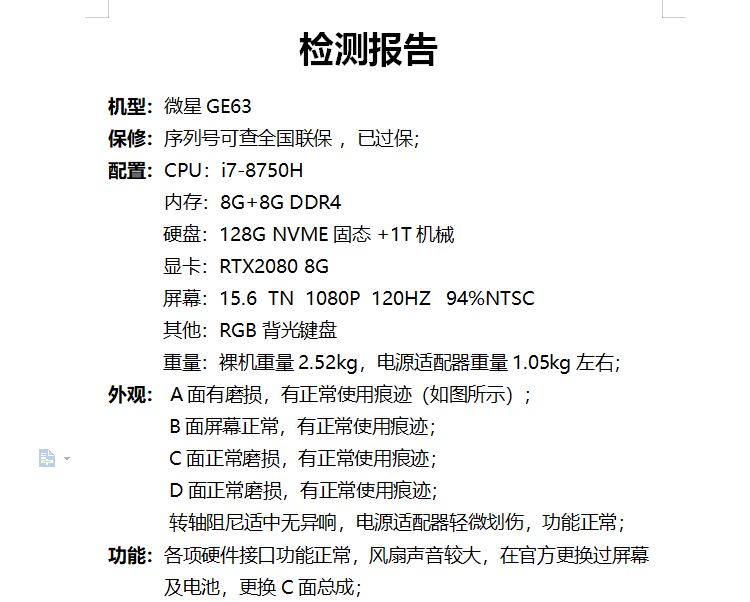 检测报告
机型：微星 GE63
保修：序列号可查全国联保 ，已过保；
配置：CPU：i7-8750H
内存：8G+8G DDR4
硬盘：128G NVME 固态 +1T 机械
显卡：RTX2080 8G
屏幕：15.6 TN 1080P 120HZ 94%NTSC
其他：RGB 背光键盘
重量：裸机重量 2.52kg，电源适配器重量 1.05kg 左右；
外观： A 面有磨损，有正常使用痕迹（如图所示）；
B 面屏幕正常，有正常使用痕迹；
C 面正常磨损，有正常使用痕迹；
D 面正常磨损，有正常使用痕迹；
转轴阻尼适中无异响，电源适配器轻微划伤，功能正常；
功能：各项硬件接口功能正常，风扇声音较大，在官方更换过屏幕
及电池，更换 C 面总成；